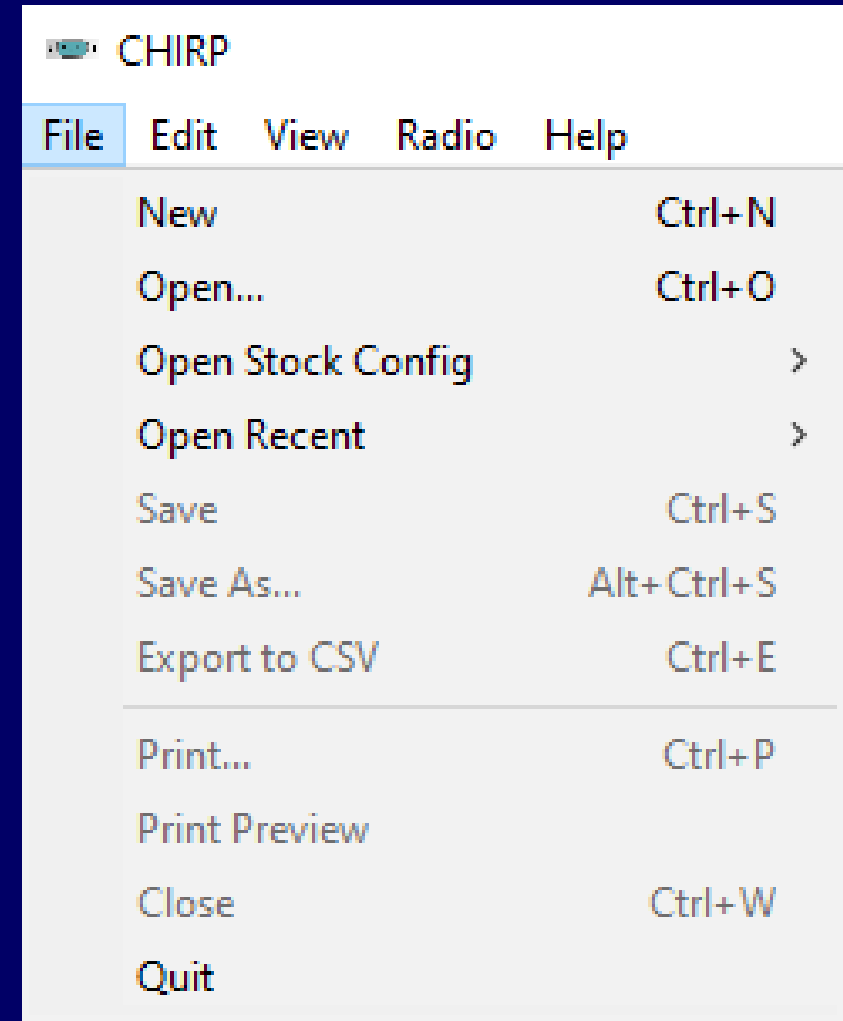 CHIRP
File Edit View Radio Help
New Ctrl+N
Open... Ctrl+O
Open Stock Config >
Open Recent >
Save Ctrl+S
Save As... Alt+Ctrl+S
Export to CSV Ctrl+E
Print... Ctrl+P
Print Preview
Close Ctrl+W
Quit